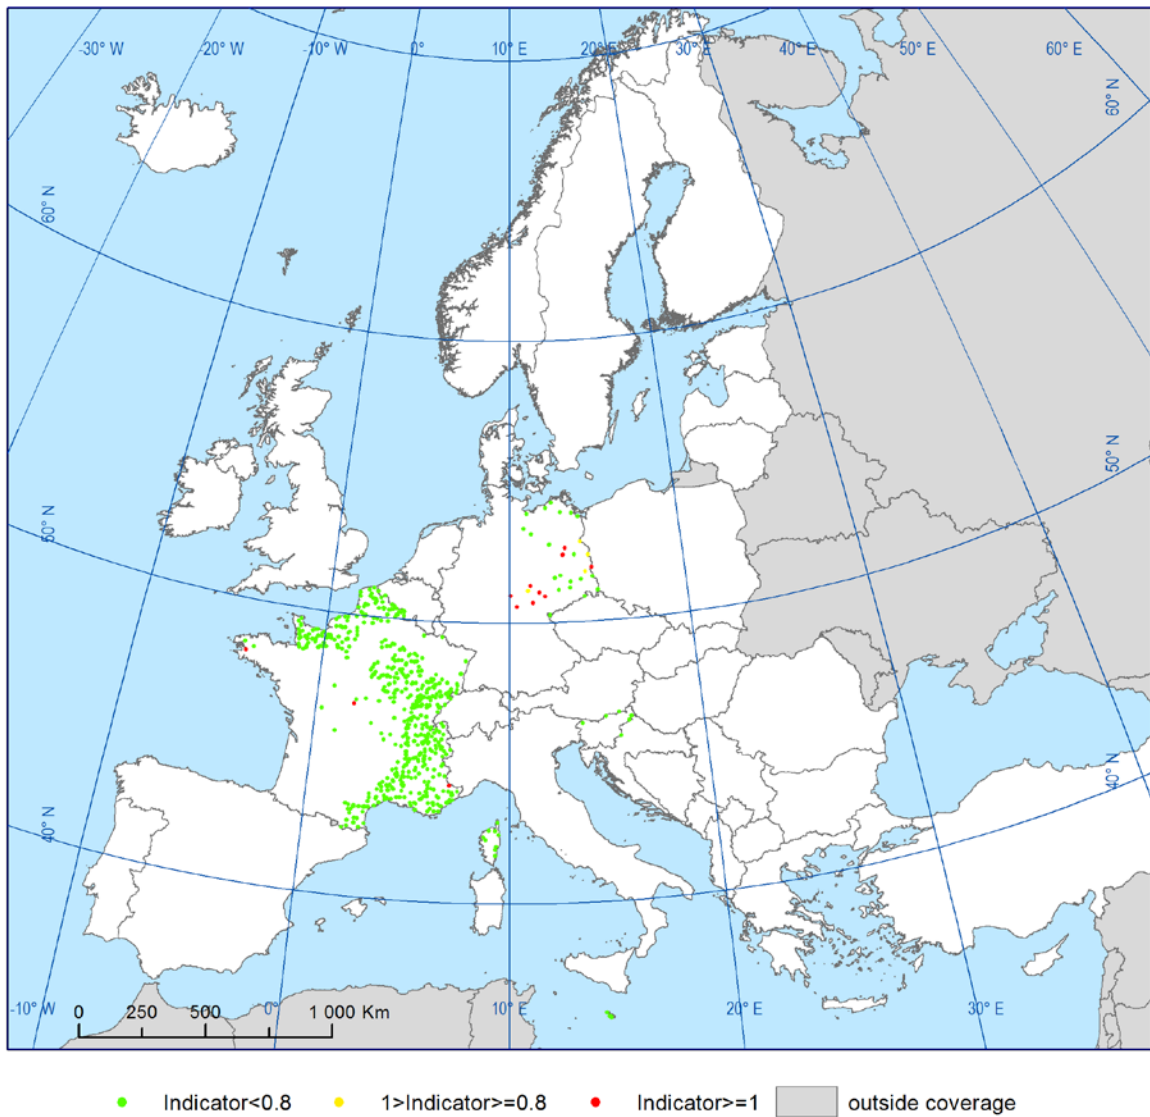 -30° W
-20° W
-10° W
0°
10° E
20° E
30° E
40° E
50° E
60° E
60° N
60° N
50° N
50° N
40° N
40° N
-10° W
0°
10° E
20° E
30° E
0 250 500 1 000 Km
Indicator<0.8 1>Indicator>=0.8 Indicator>=1 outside coverage